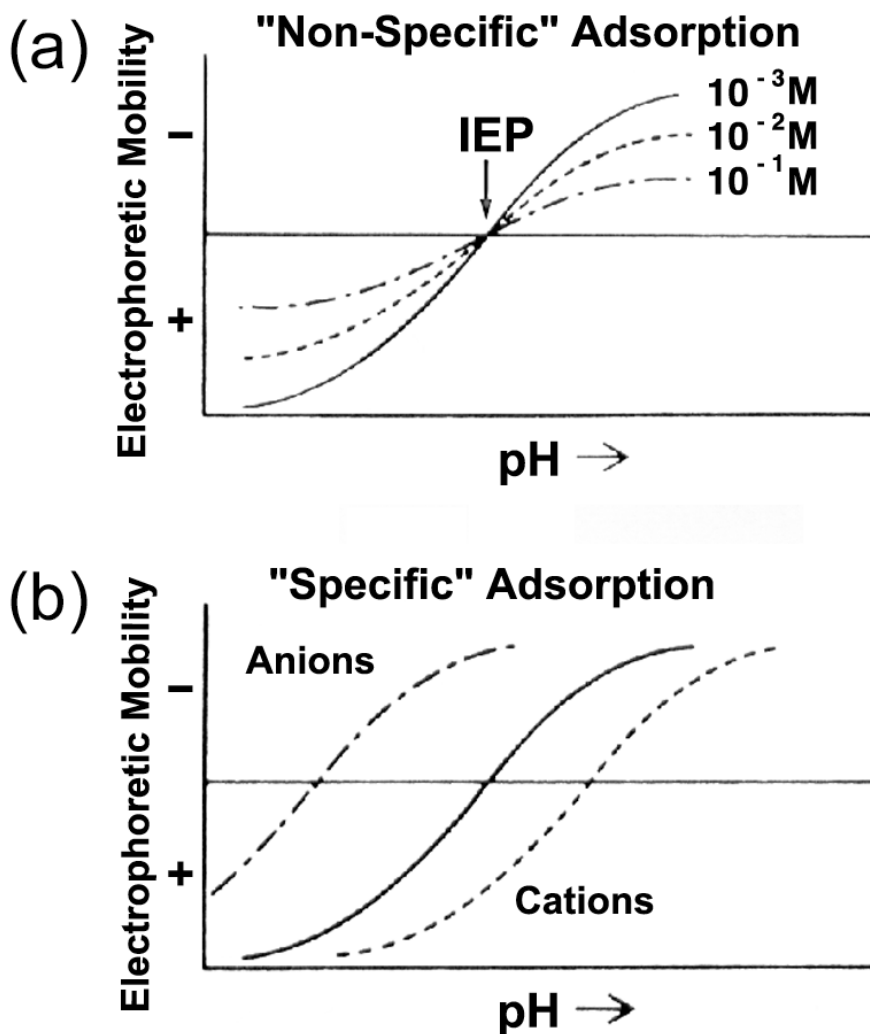 (a)
"Non-Specific" Adsorption
Electrophoretic Mobility
−
+
IEP
10⁻³M
10⁻²M
10⁻¹M
pH →
(b)
"Specific" Adsorption
Electrophoretic Mobility
−
+
Anions
Cations
pH →